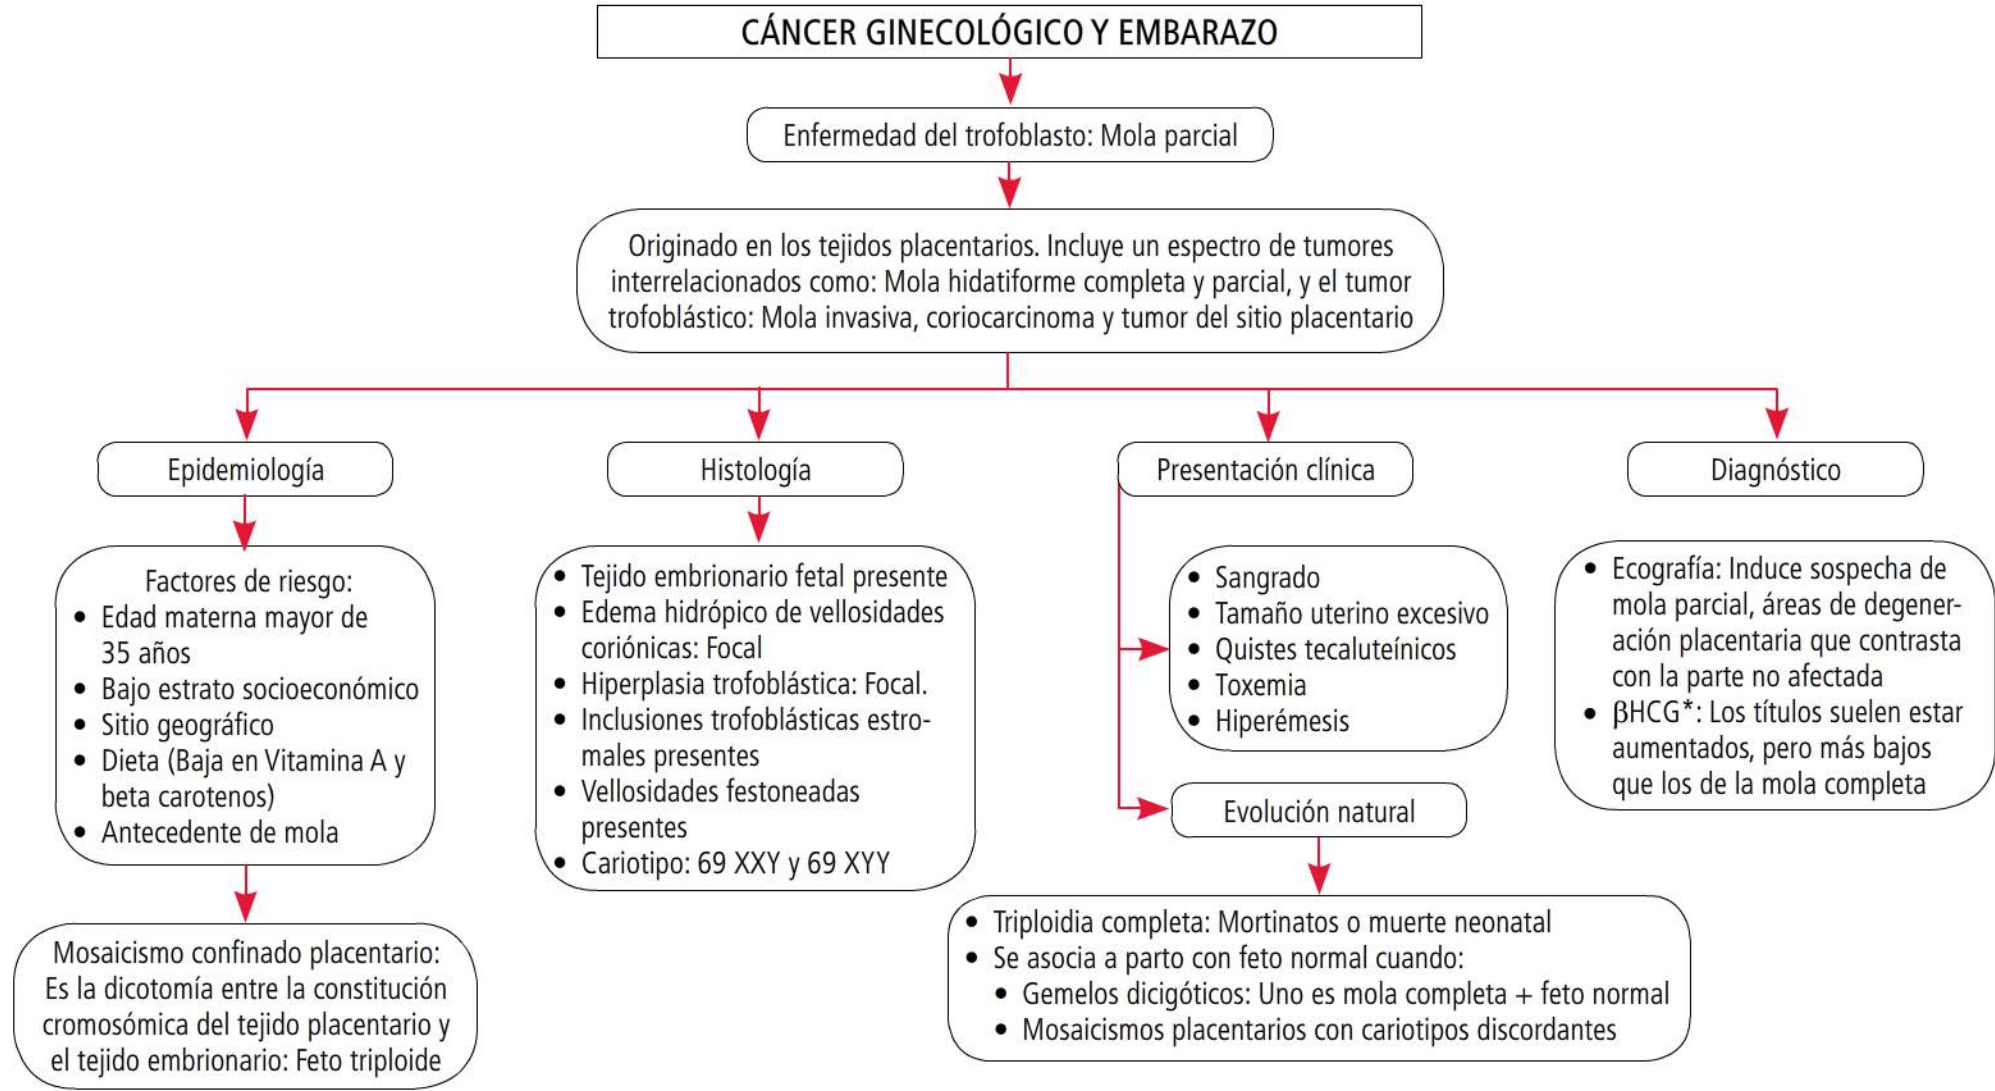 CÁNCER GINECOLÓGICO Y EMBARAZO
Enfermedad del trofoblasto: Mola parcial
Originado en los tejidos placentarios. Incluye un espectro de tumores
interrelacionados como: Mola hidatiforme completa y parcial, y el tumor
trofoblástico: Mola invasiva, coriocarcinoma y tumor del sitio placentario
Epidemiología
Factores de riesgo:
• Edad materna mayor de
35 años
• Bajo estrato socioeconómico
• Sitio geográfico
• Dieta (Baja en Vitamina A y
beta carotenos)
• Antecedente de mola
Mosaicismo confinado placentario:
Es la dicotomía entre la constitución
cromosómica del tejido placentario y
el tejido embrionario: Feto triploide
Histología
• Tejido embrionario fetal presente
• Edema hidrópico de vellosidades
coriónicas: Focal
• Hiperplasia trofoblástica: Focal.
• Inclusiones trofoblásticas estro-
males presentes
• Vellosidades festoneadas
presentes
• Cariotipo: 69 XXY y 69 XYY
Presentación clínica
• Sangrado
• Tamaño uterino excesivo
• Quistes tecaluteínicos
• Toxemia
• Hiperémesis
Evolución natural
• Triploidia completa: Mortinatos o muerte neonatal
• Se asocia a parto con feto normal cuando:
• Gemelos dicigóticos: Uno es mola completa + feto normal
• Mosaicismos placentarios con cariotipos discordantes
Diagnóstico
• Ecografía: Induce sospecha de
mola parcial, áreas de degener-
ación placentaria que contrasta
con la parte no afectada
• βHCG*: Los títulos suelen estar
aumentados, pero más bajos
que los de la mola completa